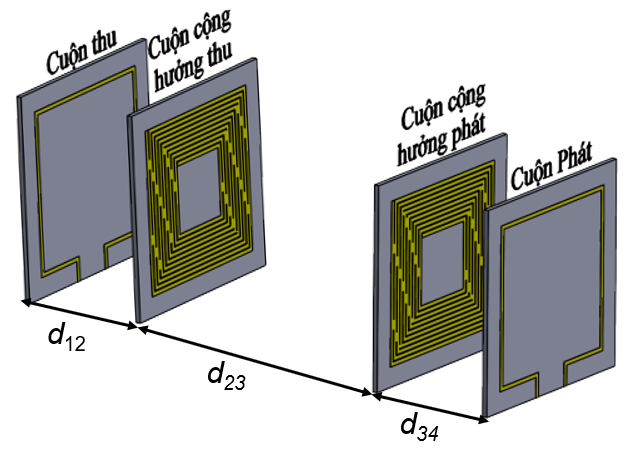 Cuộn thu
Cuộn cộng
hưởng thu
Cuộn cộng
hưởng phát
Cuộn Phát
d12
d23
d34